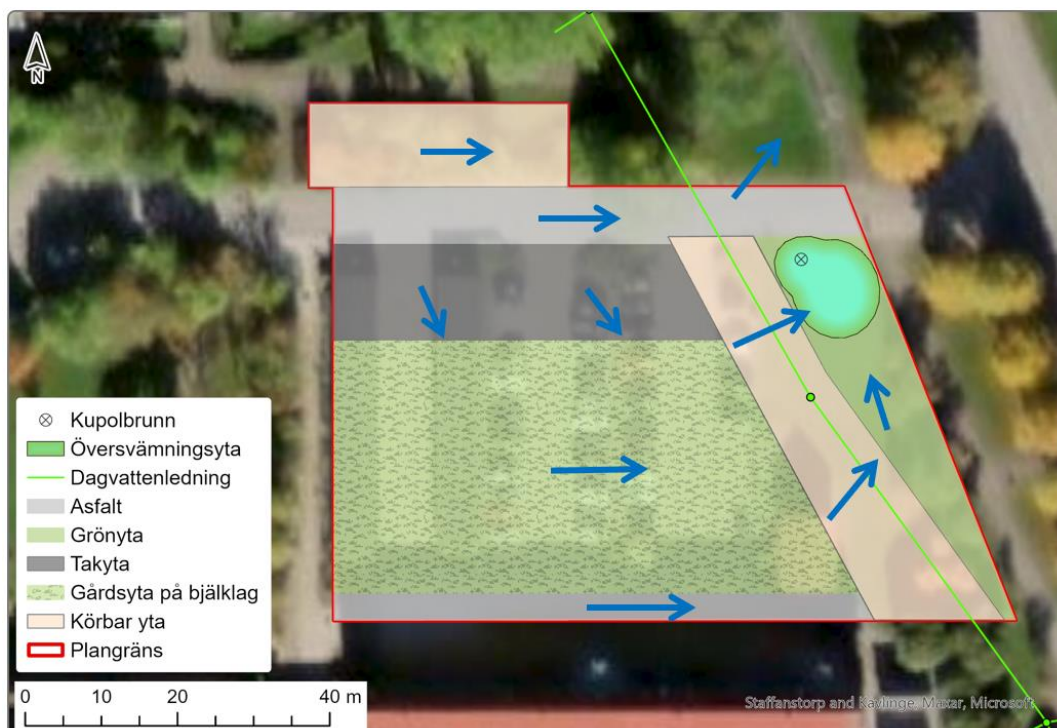 N
Kupolbrunn
Översvämningsyta
Dagvattenledning
Asfalt
Grönyta
Takyta
Gårdsyta på bjälklag
Körbar yta
Plangräns
0 10 20 40 m
Staffanstorp and Kävlinge, Maxar, Microsoft